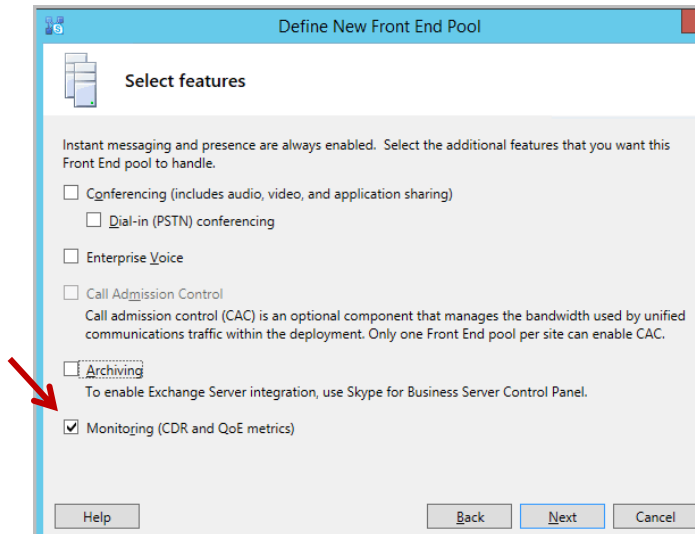 Define New Front End Pool
Select features
Instant messaging and presence are always enabled.  Select the additional features that you want this
Front End pool to handle.
Conferencing (includes audio, video, and application sharing)
Dial-in (PSTN) conferencing
Enterprise Voice
Call Admission Control
Call admission control (CAC) is an optional component that manages the bandwidth used by unified
communications traffic within the deployment. Only one Front End pool per site can enable CAC.
Archiving
To enable Exchange Server integration, use Skype for Business Server Control Panel.
Monitoring (CDR and QoE metrics)
Help Back Next Cancel